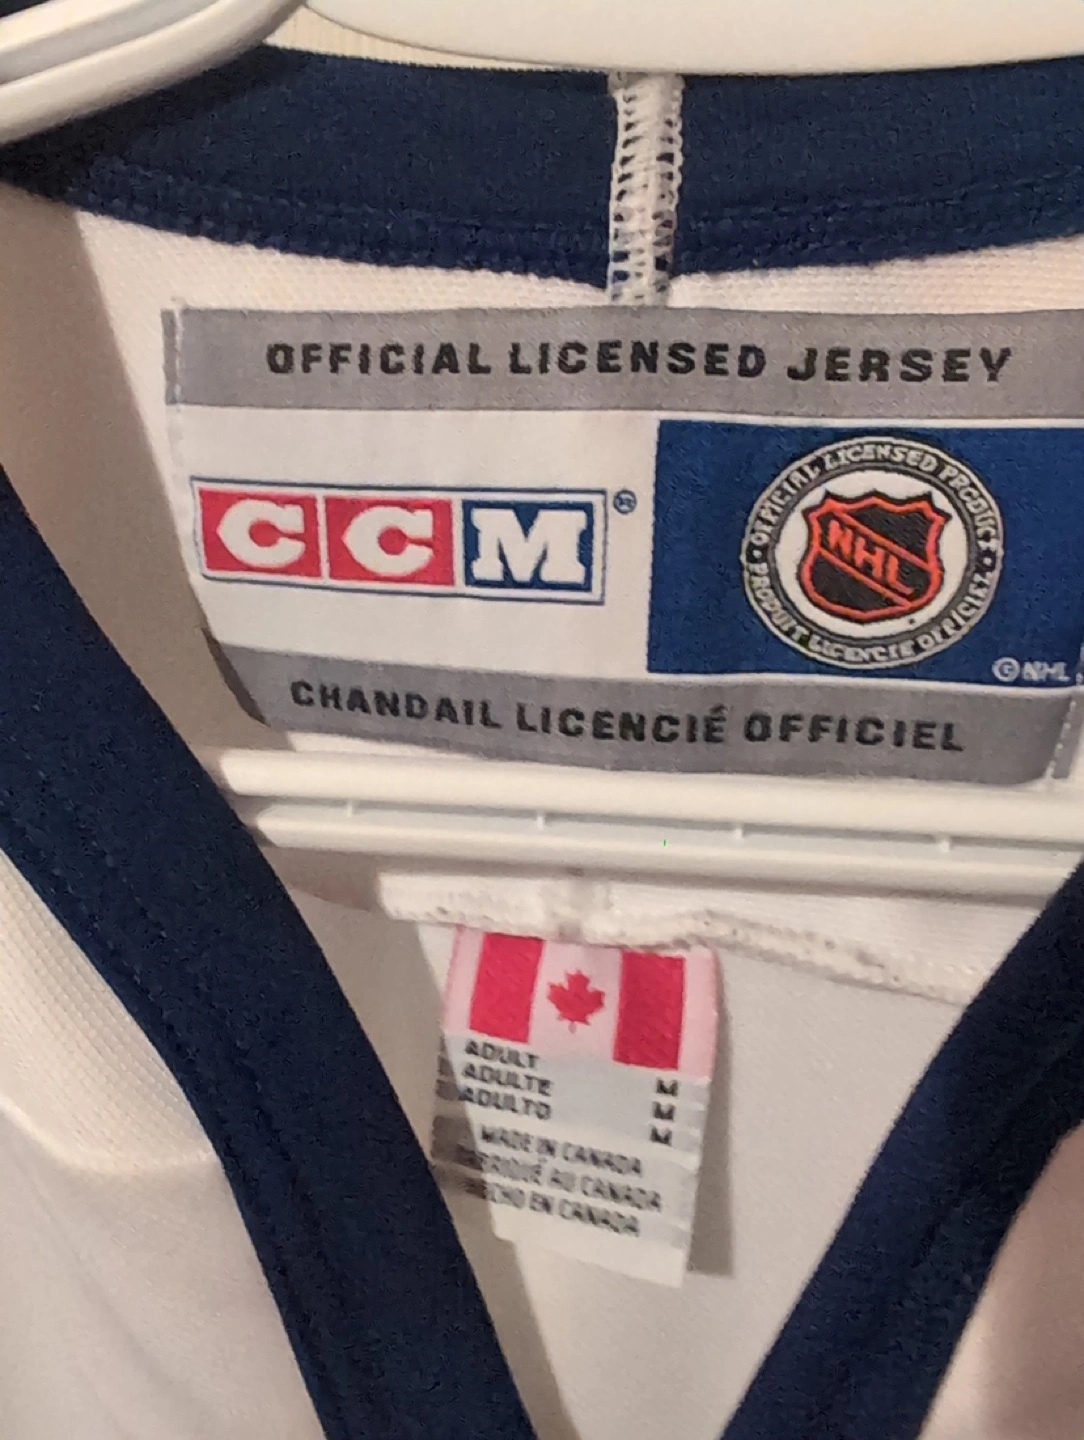 OFFICIAL LICENSED JERSEY
CCM®
OFFICIAL LICENSED PRODUCT
NHL
PRODUIT LICENCIE OFFICIEL
©NHL
CHANDAIL LICENCIÉ OFFICIEL
ADULT M
ADULTE M
ADULTO M
MADE IN CANADA
FABRIQUÉ AU CANADA
HECHO EN CANADA